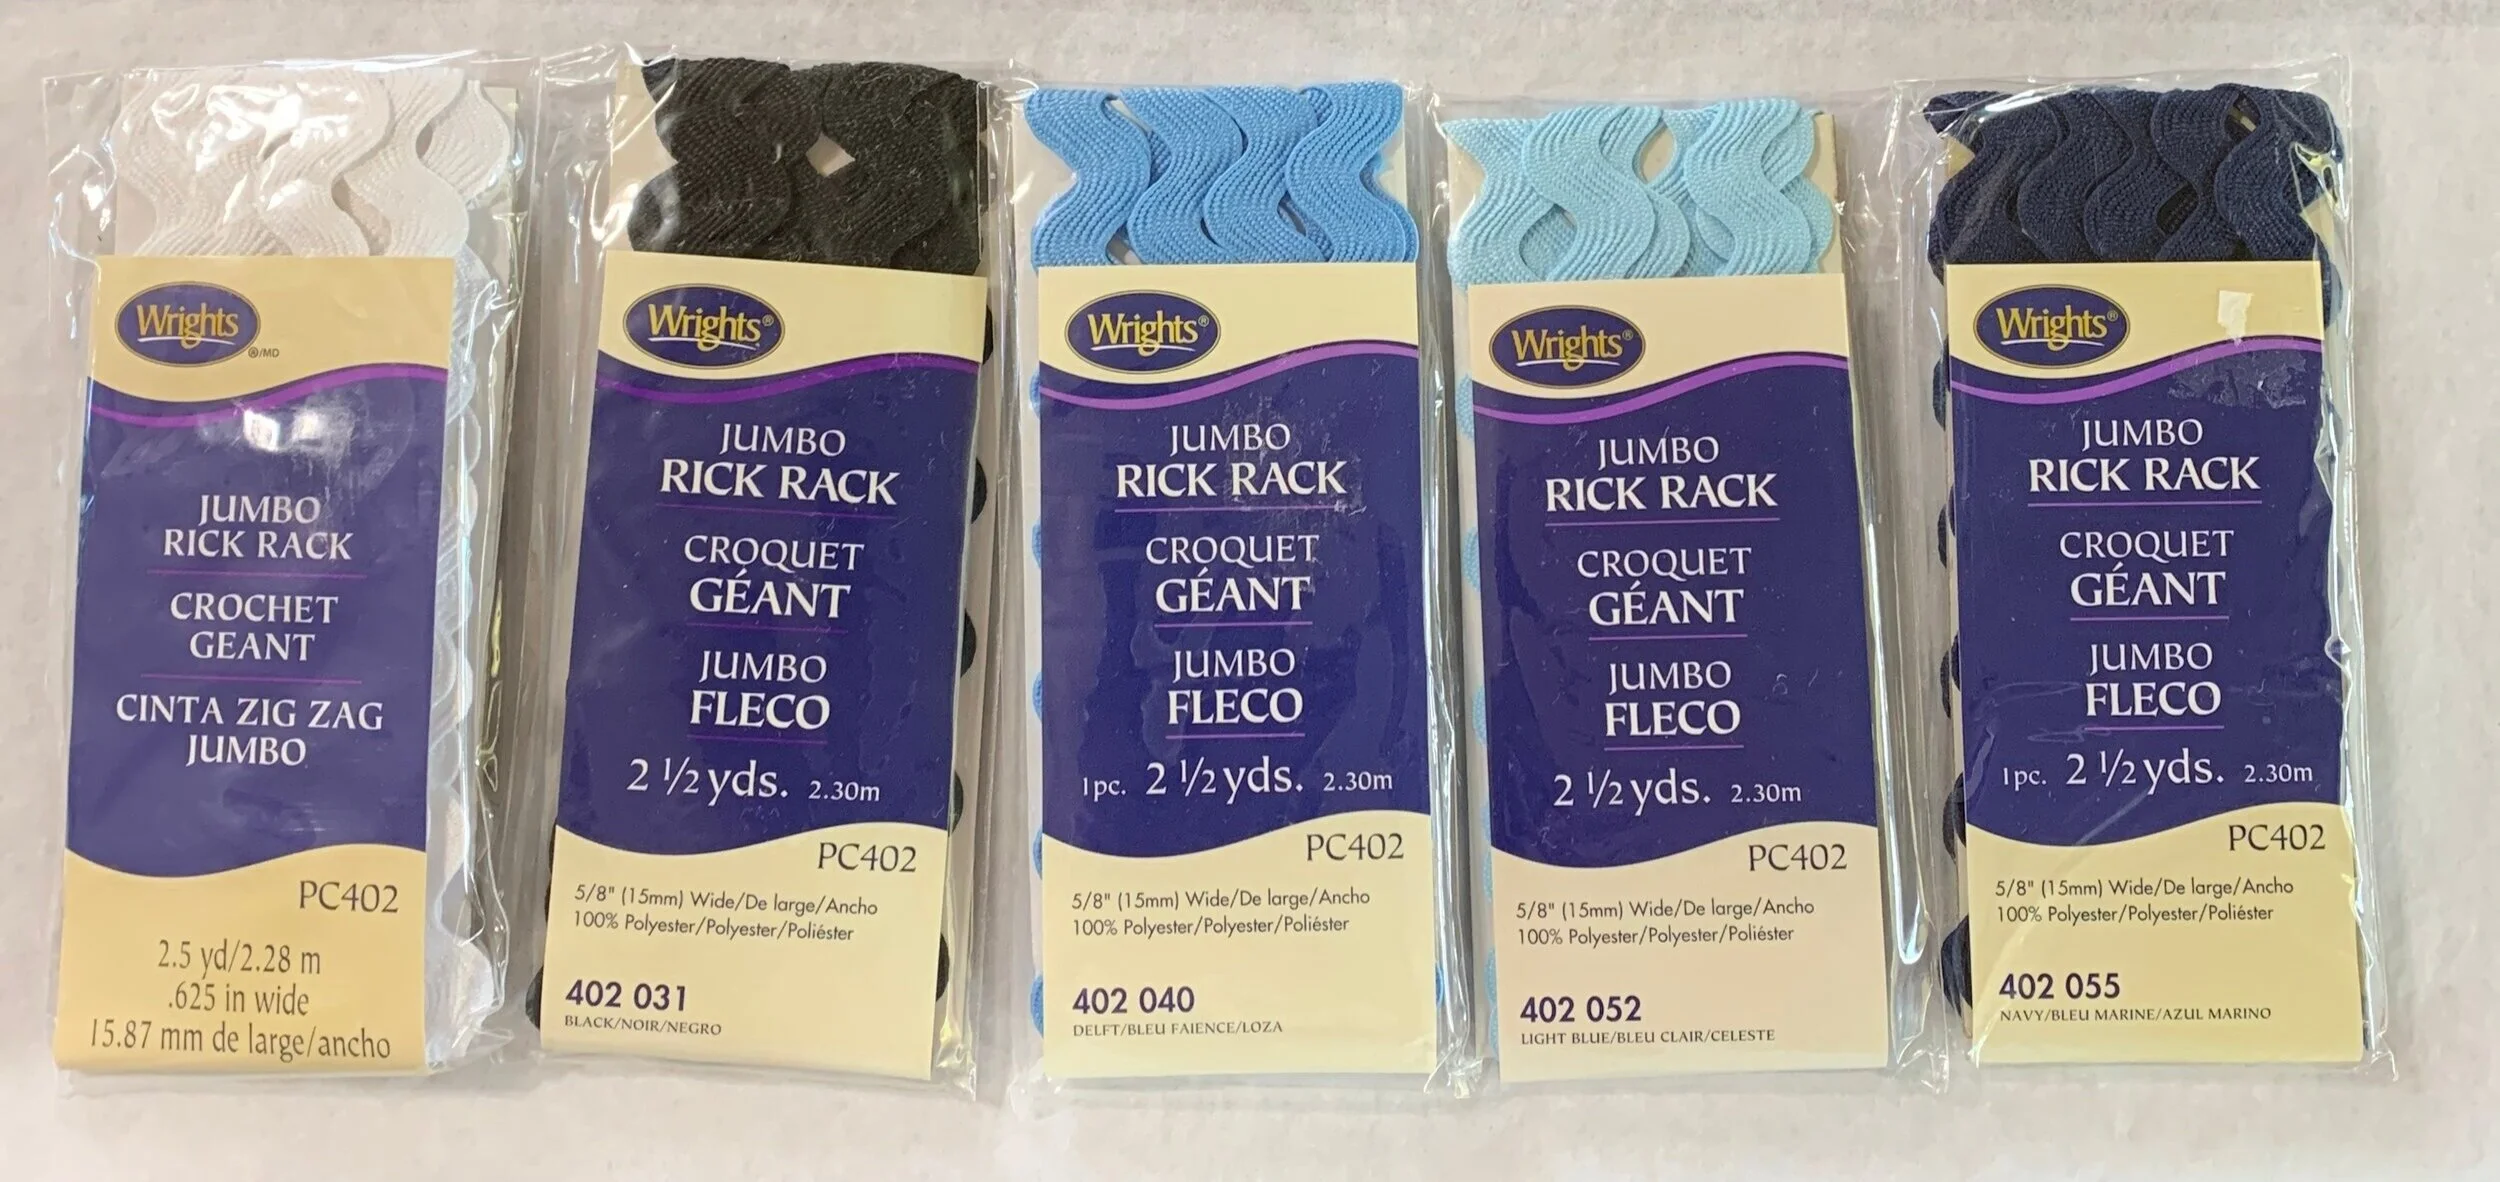 Wrights
®/MD
JUMBO
RICK RACK
CROCHET
GEANT
CINTA ZIG ZAG
JUMBO
PC402
2.5 yd/2.28 m
.625 in wide
15.87 mm de large/ancho
Wrights®
JUMBO
RICK RACK
CROQUET
GÉANT
JUMBO
FLECO
2 1/2 yds. 2.30m
PC402
5/8" (15mm) Wide/De large/Ancho
100% Polyester/Polyester/Poliéster
402 031
BLACK/NOIR/NEGRO
Wrights®
JUMBO
RICK RACK
CROQUET
GÉANT
JUMBO
FLECO
1pc. 2 1/2 yds. 2.30m
PC402
5/8" (15mm) Wide/De large/Ancho
100% Polyester/Polyester/Poliéster
402 040
DELFT/BLEU FAIENCE/LOZA
Wrights®
JUMBO
RICK RACK
CROQUET
GÉANT
JUMBO
FLECO
2 1/2 yds. 2.30m
PC402
5/8" (15mm) Wide/De large/Ancho
100% Polyester/Polyester/Poliéster
402 052
LIGHT BLUE/BLEU CLAIR/CELESTE
Wrights®
JUMBO
RICK RACK
CROQUET
GÉANT
JUMBO
FLECO
1pc. 2 1/2 yds. 2.30m
PC402
5/8" (15mm) Wide/De large/Ancho
100% Polyester/Polyester/Poliéster
402 055
NAVY/BLEU MARINE/AZUL MARINO